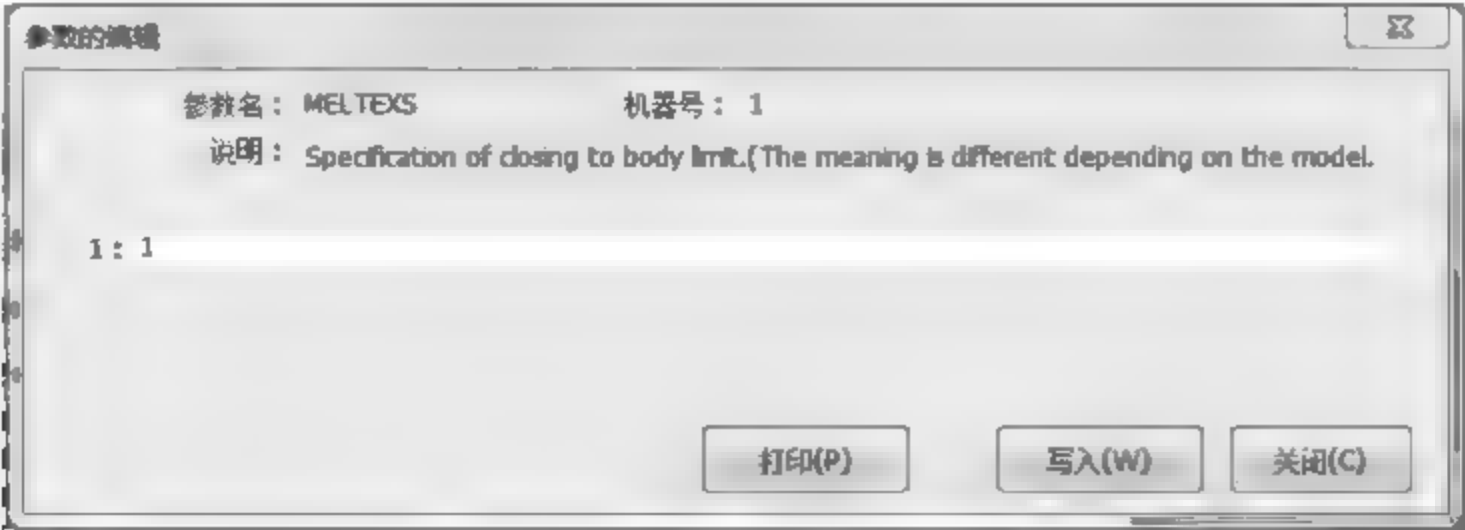 参数的编辑
参数名： MELTEXS 机器号： 1
说明： Specification of closing to body limit.(The meaning is different depending on the model.
1： 1
打印(P) 写入(W) 关闭(C)